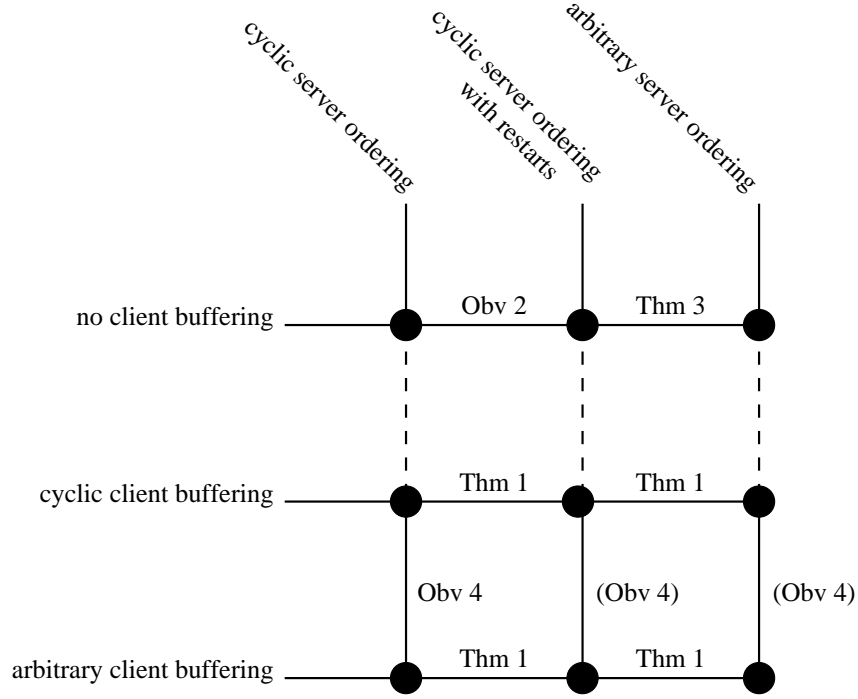 cyclic server ordering
cyclic server ordering
with restarts
arbitrary server ordering
no client buffering
Obv 2
Thm 3
cyclic client buffering
Thm 1
Thm 1
Obv 4
(Obv 4)
(Obv 4)
arbitrary client buffering
Thm 1
Thm 1